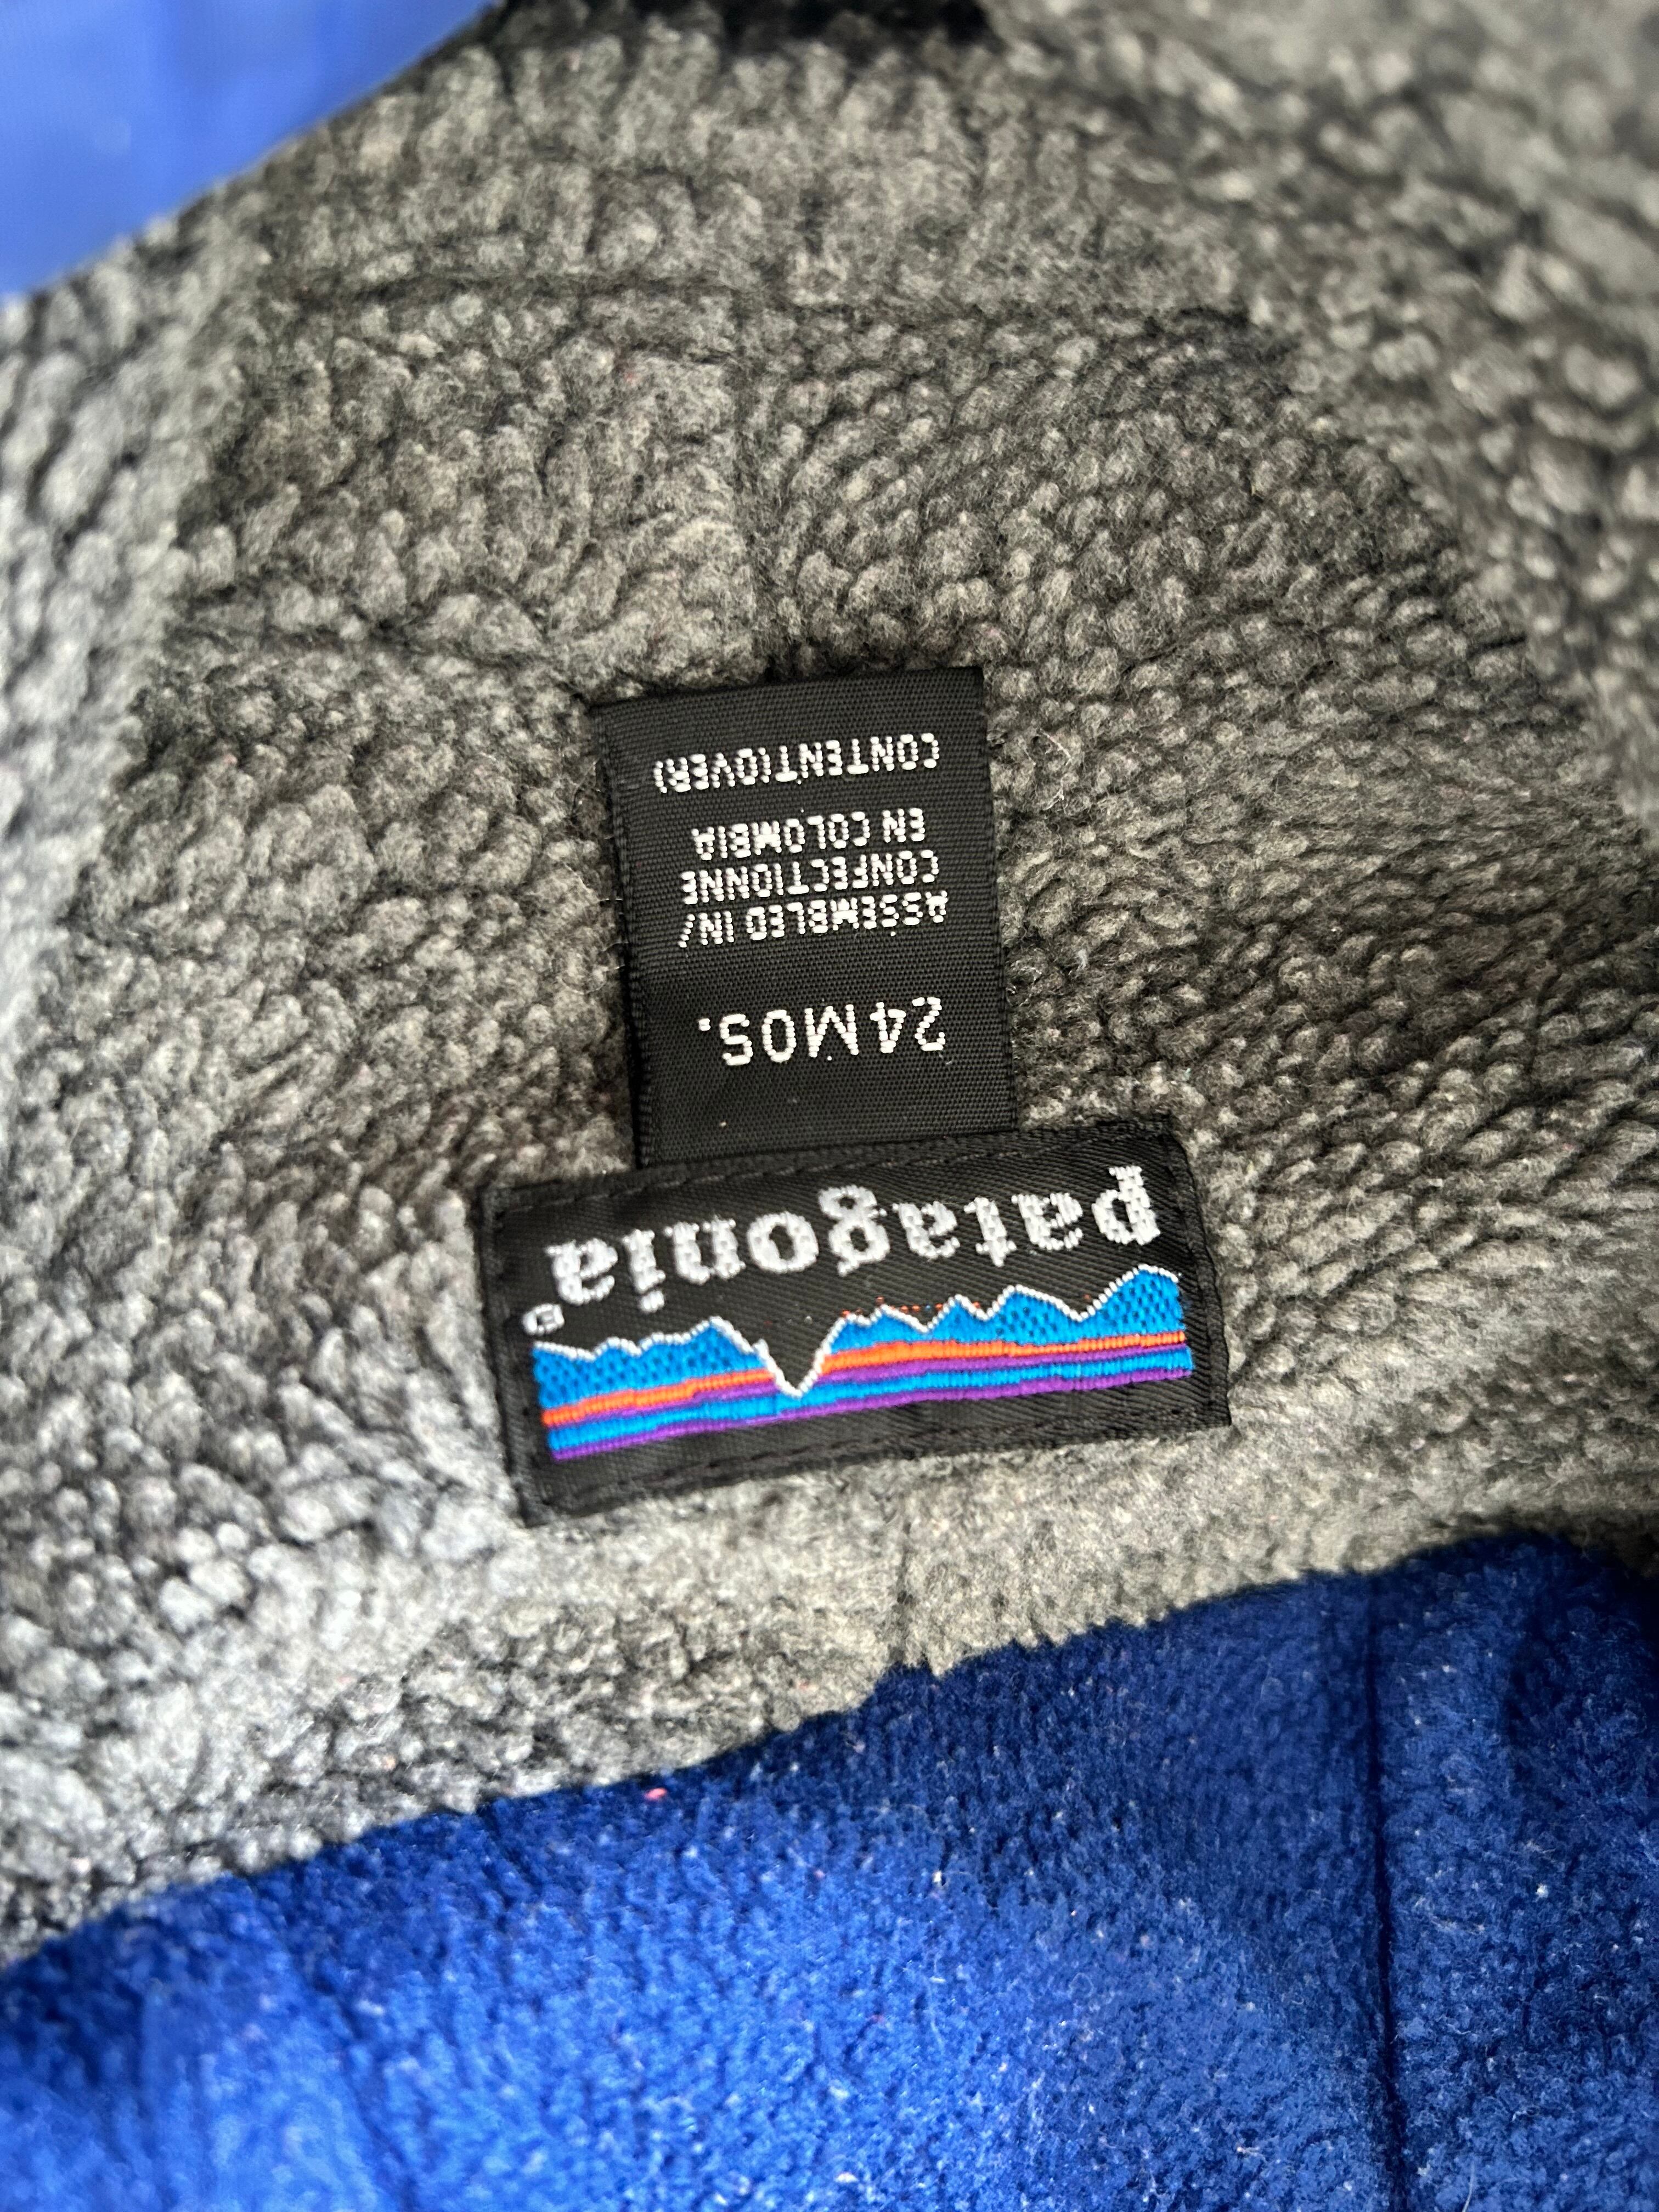 patagonia®
24MOS.
ASSEMBLED IN/
CONFECTIONNE
EN COLOMBIA
CONTENT(OVER)